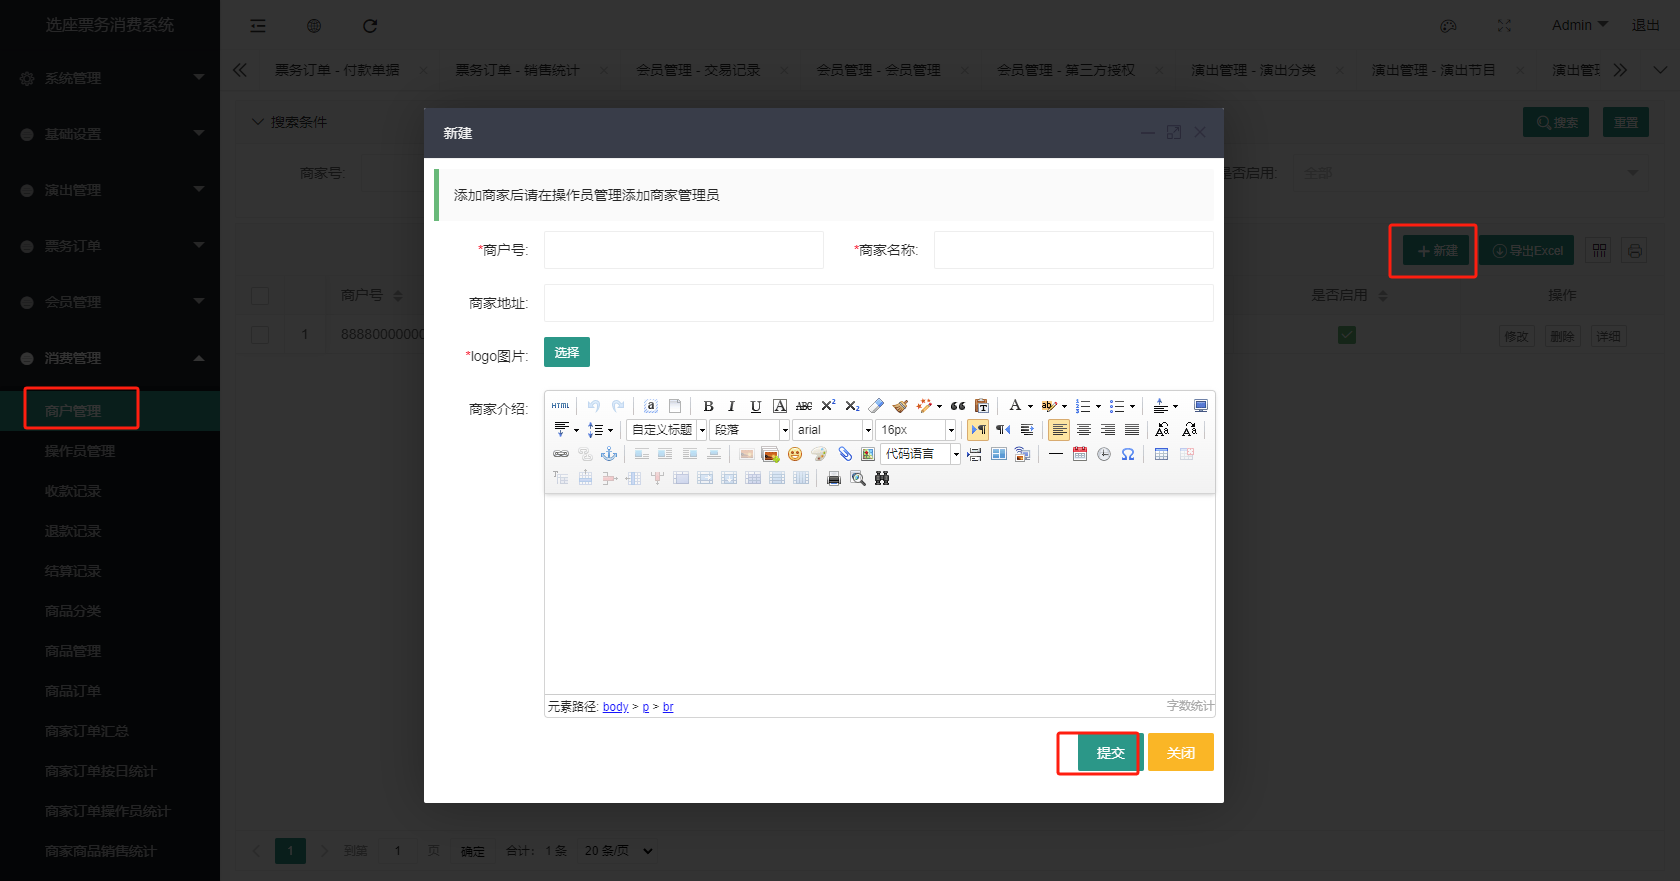 选座票务消费系统
Admin
退出
系统管理
基础设置
演出管理
票务订单
会员管理
消费管理
商户管理
操作员管理
收款记录
退款记录
结算记录
商品分类
商品管理
商品订单
商家订单汇总
商家订单按日统计
商家订单操作员统计
商家商品销售统计
票务订单 - 付款单据
票务订单 - 销售统计
会员管理 - 交易记录
会员管理 - 会员管理
会员管理 - 第三方授权
演出管理 - 演出分类
演出管理 - 演出节目
演出管理
搜索条件
搜索
重置
商家号:
是否启用:
全部
新建
导出Excel
商户号
是否启用
操作
1
88880000000
修改
删除
详细
新建
添加商家后请在操作员管理添加商家管理员
*商户号:
*商家名称:
商家地址:
*logo图片:
选择
商家介绍:
HTML
自定义标题
段落
arial
16px
代码语言
元素路径: body > p > br
字数统计
提交
关闭
1
到第
1
页
确定
合计: 1 条
20 条/页